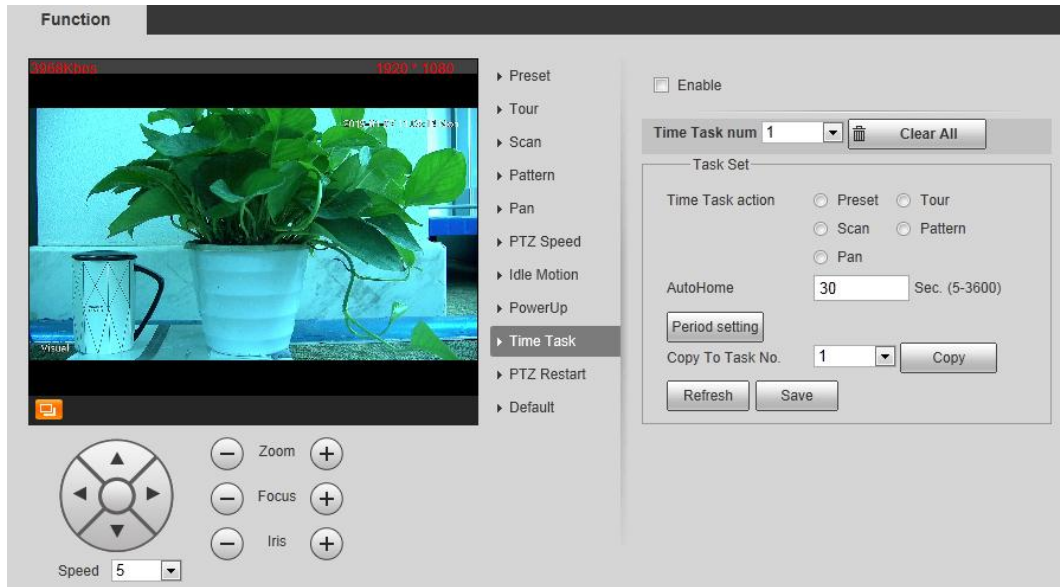 Function
3968Kbps 1920 * 1080
Visuel
Zoom
Focus
Iris
Speed 5
Preset
Tour
Scan
Pattern
Pan
PTZ Speed
Idle Motion
PowerUp
Time Task
PTZ Restart
Default
Enable
Time Task num 1 Clear All
Task Set
Time Task action Preset Tour
Scan Pattern
Pan
AutoHome 30 Sec. (5-3600)
Period setting
Copy To Task No. 1 Copy
Refresh Save